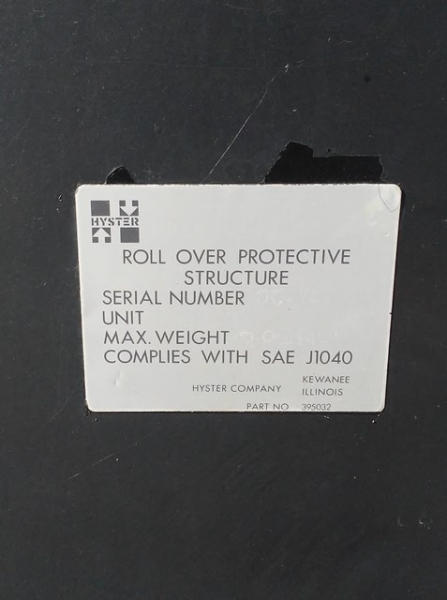 HYSTER
ROLL OVER PROTECTIVE
STRUCTURE
SERIAL NUMBER
UNIT
MAX. WEIGHT
COMPLIES WITH SAE J1040
HYSTER COMPANY KEWANEE
ILLINOIS
PART NO 395032